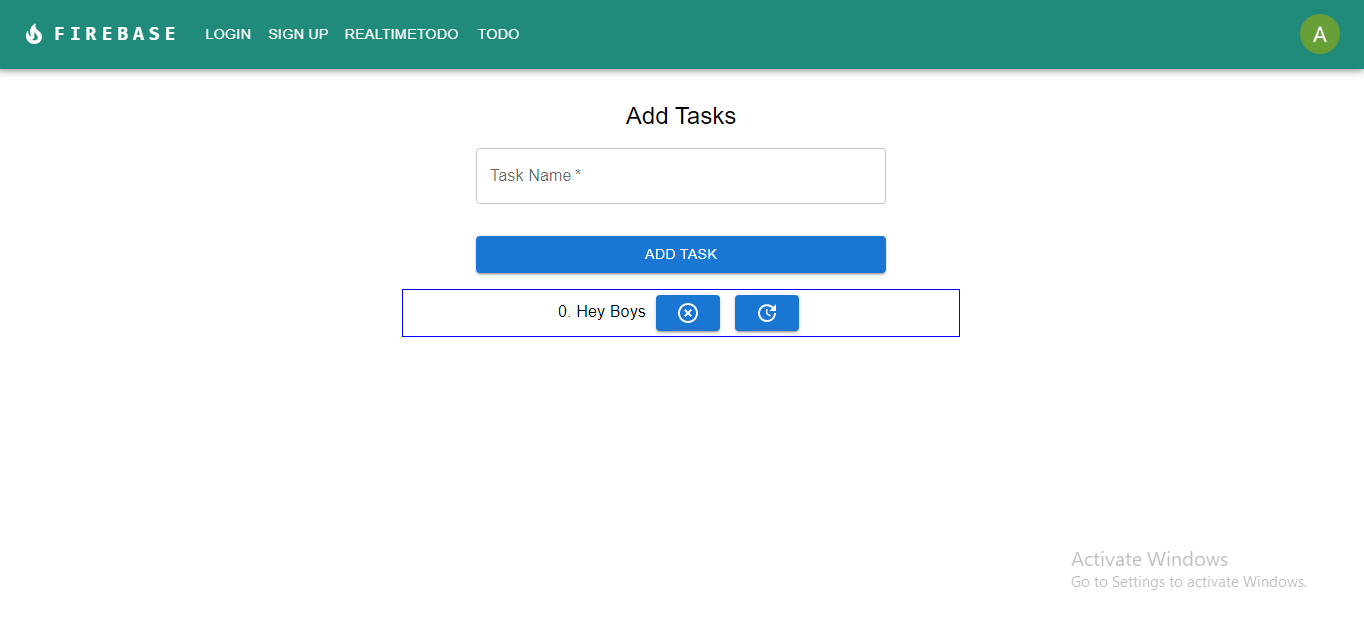 FIREBASE LOGIN SIGN UP REALTIMETODO TODO A
Add Tasks
Task Name *
ADD TASK
0. Hey Boys
Activate Windows
Go to Settings to activate Windows.